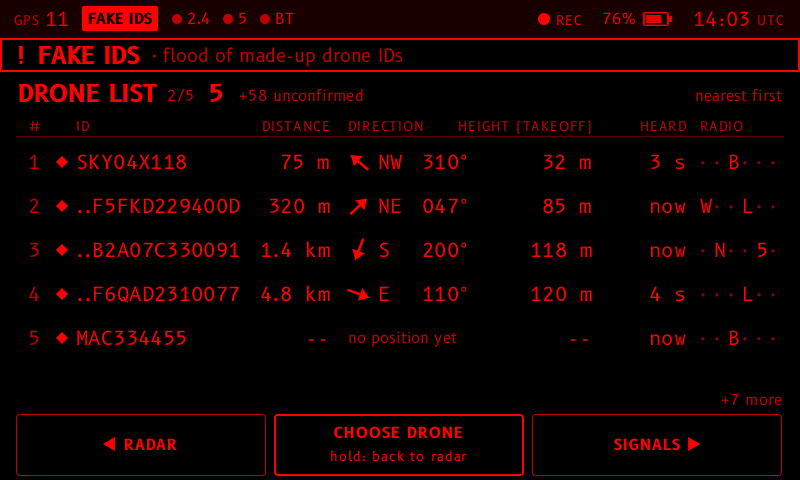 GPS 11 FAKE IDS 2.4 5 BT REC 76% 14:03 UTC
! FAKE IDS · flood of made-up drone IDs
DRONE LIST 2/5 5 +58 unconfirmed nearest first
# ID DISTANCE DIRECTION HEIGHT (TAKEOFF) HEARD RADIO
1 ◆ SKY04X118 75 m NW 310° 32 m 3 s · · B · · ·
2 ◆ ..F5FKD229400D 320 m NE 047° 85 m now W · · L · ·
3 ◆ ..B2A07C330091 1.4 km S 200° 118 m now · N · · 5 ·
4 ◆ ..F6QAD2310077 4.8 km E 110° 120 m 4 s · · · L · ·
5 ◆ MAC334455 -- no position yet -- now · · B · · ·
+7 more
◀ RADAR
CHOOSE DRONE
hold: back to radar
SIGNALS ▶